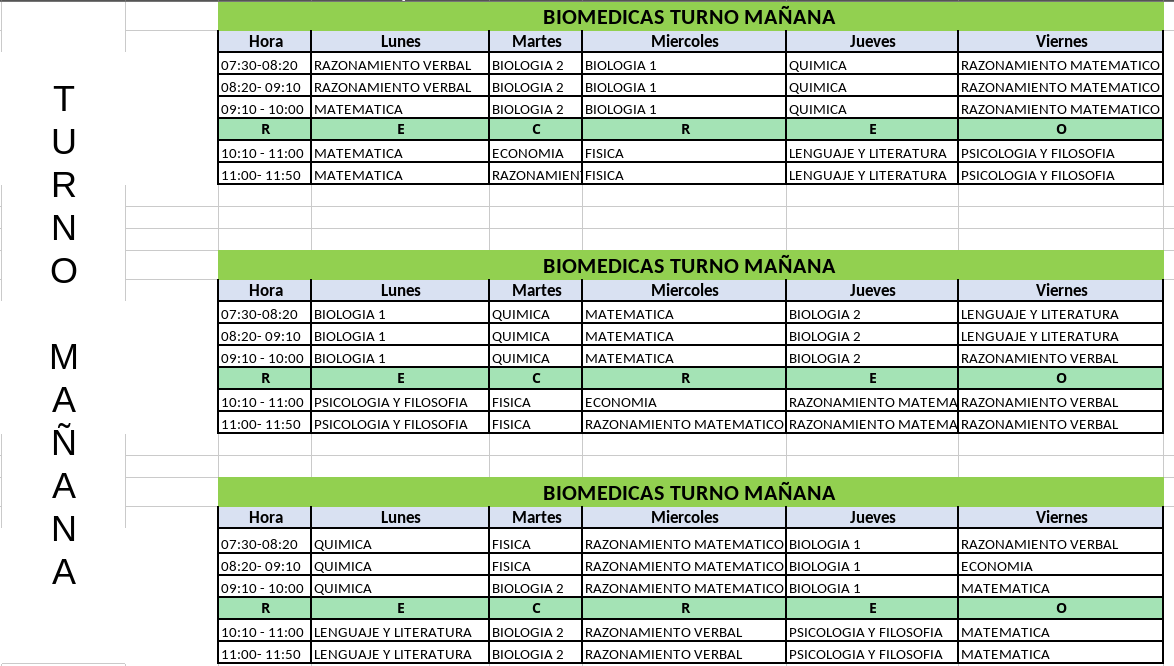 TURNO MAÑANA
BIOMEDICAS TURNO MAÑANA
Hora Lunes Martes Miercoles Jueves Viernes
07:30-08:20 RAZONAMIENTO VERBAL BIOLOGIA 2 BIOLOGIA 1 QUIMICA RAZONAMIENTO MATEMATICO
08:20- 09:10 RAZONAMIENTO VERBAL BIOLOGIA 2 BIOLOGIA 1 QUIMICA RAZONAMIENTO MATEMATICO
09:10 - 10:00 MATEMATICA BIOLOGIA 2 BIOLOGIA 1 QUIMICA RAZONAMIENTO MATEMATICO
R E C R E O
10:10 - 11:00 MATEMATICA ECONOMIA FISICA LENGUAJE Y LITERATURA PSICOLOGIA Y FILOSOFIA
11:00- 11:50 MATEMATICA RAZONAMIEN FISICA LENGUAJE Y LITERATURA PSICOLOGIA Y FILOSOFIA
BIOMEDICAS TURNO MAÑANA
Hora Lunes Martes Miercoles Jueves Viernes
07:30-08:20 BIOLOGIA 1 QUIMICA MATEMATICA BIOLOGIA 2 LENGUAJE Y LITERATURA
08:20- 09:10 BIOLOGIA 1 QUIMICA MATEMATICA BIOLOGIA 2 LENGUAJE Y LITERATURA
09:10 - 10:00 BIOLOGIA 1 QUIMICA MATEMATICA BIOLOGIA 2 RAZONAMIENTO VERBAL
R E C R E O
10:10 - 11:00 PSICOLOGIA Y FILOSOFIA FISICA ECONOMIA RAZONAMIENTO MATEMA RAZONAMIENTO VERBAL
11:00- 11:50 PSICOLOGIA Y FILOSOFIA FISICA RAZONAMIENTO MATEMATICO RAZONAMIENTO MATEMA RAZONAMIENTO VERBAL
BIOMEDICAS TURNO MAÑANA
Hora Lunes Martes Miercoles Jueves Viernes
07:30-08:20 QUIMICA FISICA RAZONAMIENTO MATEMATICO BIOLOGIA 1 RAZONAMIENTO VERBAL
08:20- 09:10 QUIMICA FISICA RAZONAMIENTO MATEMATICO BIOLOGIA 1 ECONOMIA
09:10 - 10:00 QUIMICA BIOLOGIA 2 RAZONAMIENTO MATEMATICO BIOLOGIA 1 MATEMATICA
R E C R E O
10:10 - 11:00 LENGUAJE Y LITERATURA BIOLOGIA 2 RAZONAMIENTO VERBAL PSICOLOGIA Y FILOSOFIA MATEMATICA
11:00- 11:50 LENGUAJE Y LITERATURA BIOLOGIA 2 RAZONAMIENTO VERBAL PSICOLOGIA Y FILOSOFIA MATEMATICA